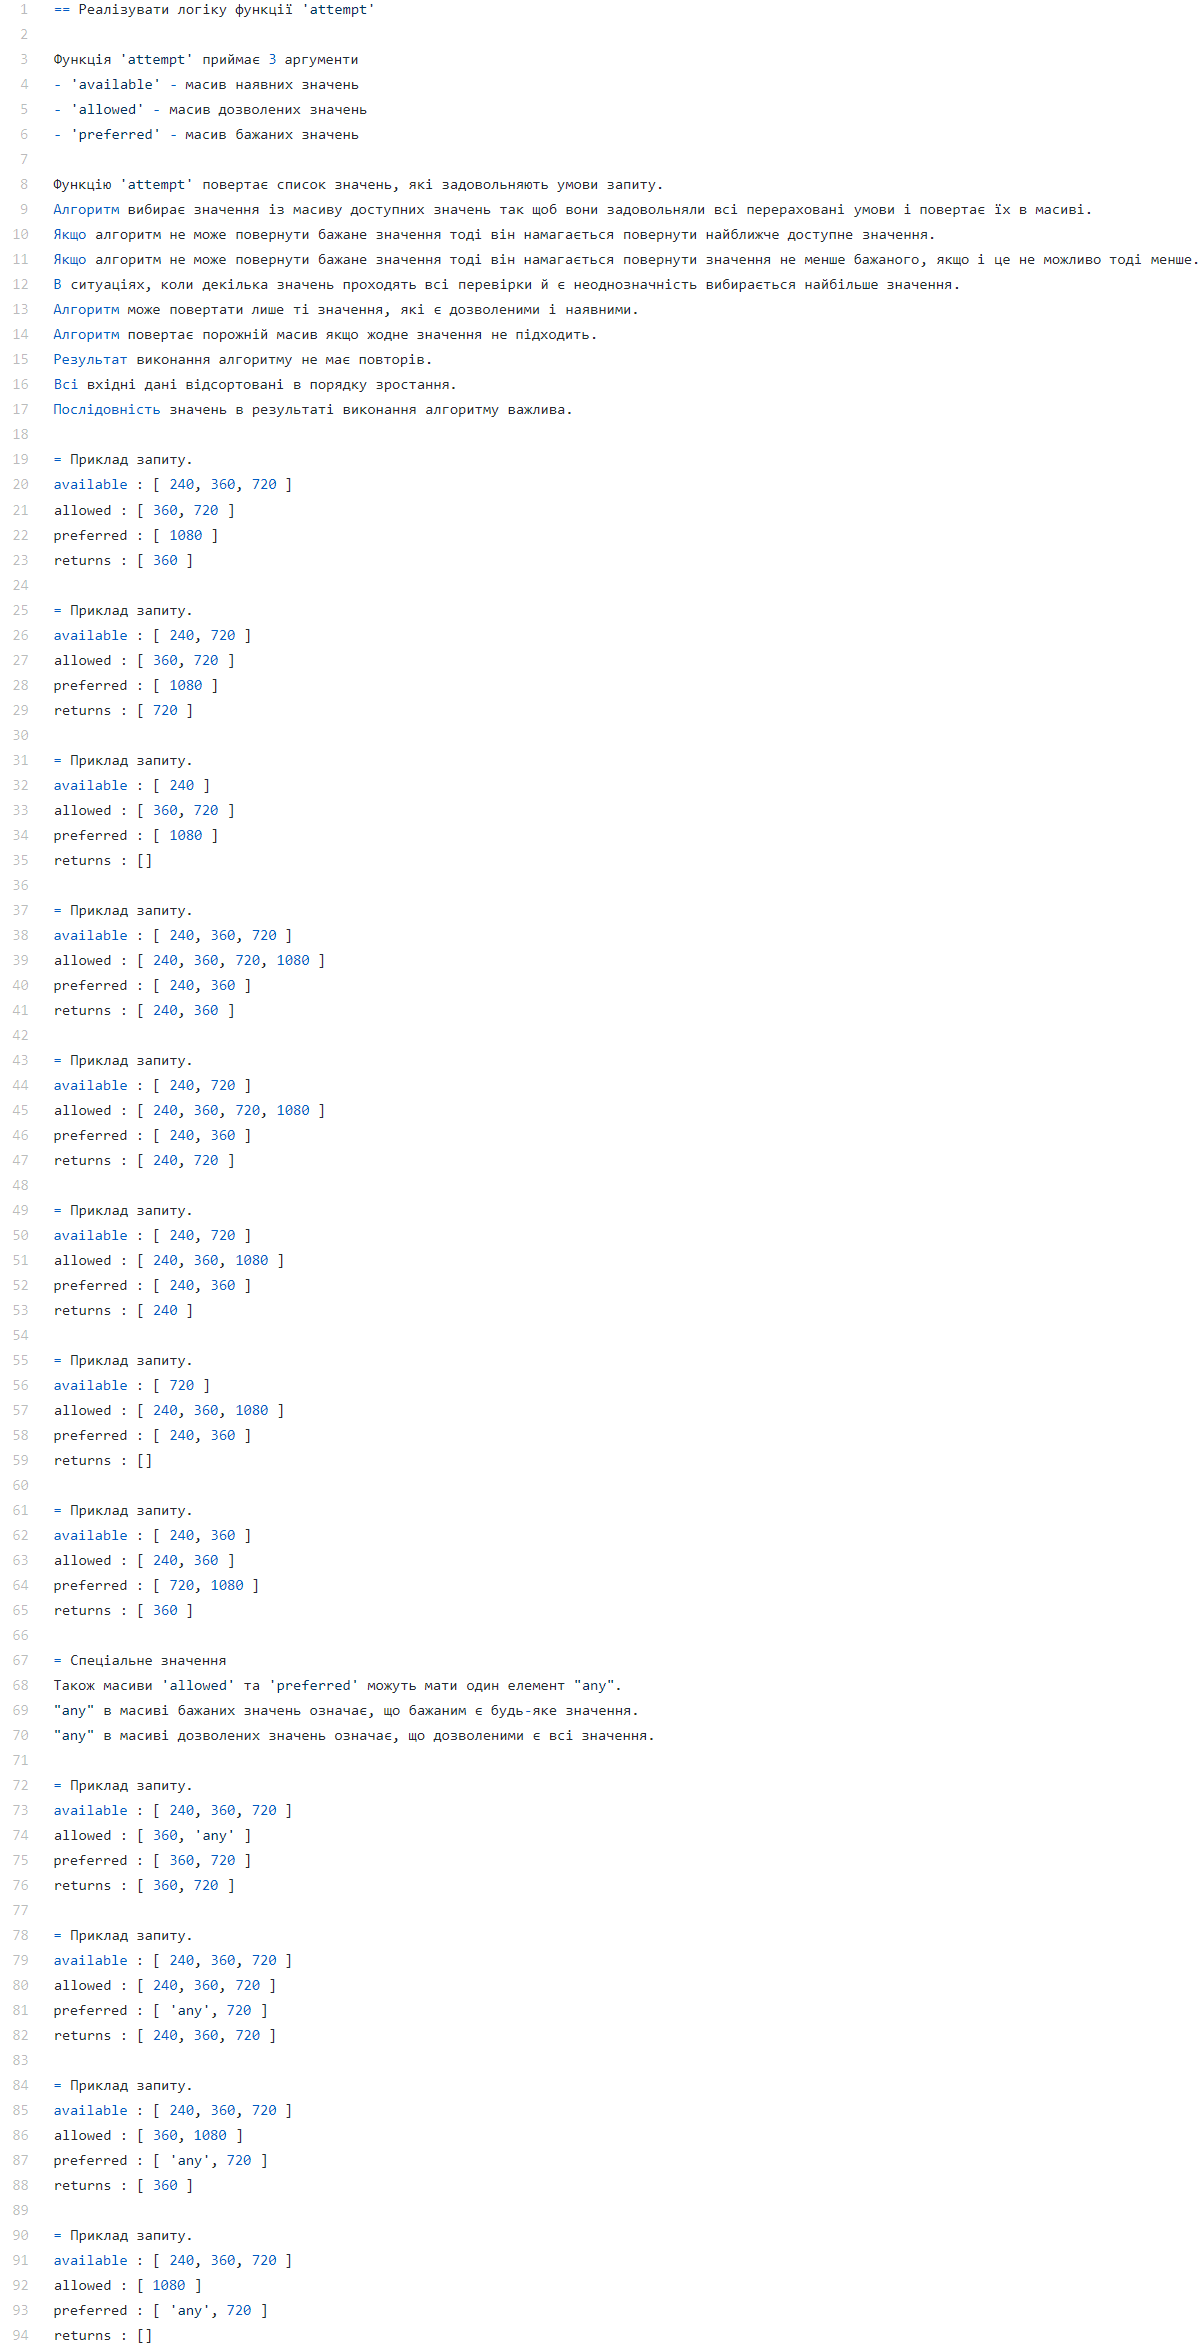 1 == Реалізувати логіку функції 'attempt'
2
3 Функція 'attempt' приймає 3 аргументи
4 - 'available' - масив наявних значень
5 - 'allowed' - масив дозволених значень
6 - 'preferred' - масив бажаних значень
7
8 Функцію 'attempt' повертає список значень, які задовольняють умови запиту.
9 Алгоритм вибирає значення із масиву доступних значень так щоб вони задовольняли всі перераховані умови і повертає їх в масиві.
10 Якщо алгоритм не може повернути бажане значення тоді він намагається повернути найближче доступне значення.
11 Якщо алгоритм не може повернути бажане значення тоді він намагається повернути значення не менше бажаного, якщо і це не можливо тоді менше.
12 В ситуаціях, коли декілька значень проходять всі перевірки й є неоднозначність вибирається найбільше значення.
13 Алгоритм може повертати лише ті значення, які є дозволеними і наявними.
14 Алгоритм повертає порожній масив якщо жодне значення не підходить.
15 Результат виконання алгоритму не має повторів.
16 Всі вхідні дані відсортовані в порядку зростання.
17 Послідовність значень в результаті виконання алгоритму важлива.
18
19 = Приклад запиту.
20 available : [ 240, 360, 720 ]
21 allowed : [ 360, 720 ]
22 preferred : [ 1080 ]
23 returns : [ 360 ]
24
25 = Приклад запиту.
26 available : [ 240, 720 ]
27 allowed : [ 360, 720 ]
28 preferred : [ 1080 ]
29 returns : [ 720 ]
30
31 = Приклад запиту.
32 available : [ 240 ]
33 allowed : [ 360, 720 ]
34 preferred : [ 1080 ]
35 returns : []
36
37 = Приклад запиту.
38 available : [ 240, 360, 720 ]
39 allowed : [ 240, 360, 720, 1080 ]
40 preferred : [ 240, 360 ]
41 returns : [ 240, 360 ]
42
43 = Приклад запиту.
44 available : [ 240, 720 ]
45 allowed : [ 240, 360, 720, 1080 ]
46 preferred : [ 240, 360 ]
47 returns : [ 240, 720 ]
48
49 = Приклад запиту.
50 available : [ 240, 720 ]
51 allowed : [ 240, 360, 1080 ]
52 preferred : [ 240, 360 ]
53 returns : [ 240 ]
54
55 = Приклад запиту.
56 available : [ 720 ]
57 allowed : [ 240, 360, 1080 ]
58 preferred : [ 240, 360 ]
59 returns : []
60
61 = Приклад запиту.
62 available : [ 240, 360 ]
63 allowed : [ 240, 360 ]
64 preferred : [ 720, 1080 ]
65 returns : [ 360 ]
66
67 = Спеціальне значення
68 Також масиви 'allowed' та 'preferred' можуть мати один елемент "any".
69 "any" в масиві бажаних значень означає, що бажаним є будь-яке значення.
70 "any" в масиві дозволених значень означає, що дозволеними є всі значення.
71
72 = Приклад запиту.
73 available : [ 240, 360, 720 ]
74 allowed : [ 360, 'any' ]
75 preferred : [ 360, 720 ]
76 returns : [ 360, 720 ]
77
78 = Приклад запиту.
79 available : [ 240, 360, 720 ]
80 allowed : [ 240, 360, 720 ]
81 preferred : [ 'any', 720 ]
82 returns : [ 240, 360, 720 ]
83
84 = Приклад запиту.
85 available : [ 240, 360, 720 ]
86 allowed : [ 360, 1080 ]
87 preferred : [ 'any', 720 ]
88 returns : [ 360 ]
89
90 = Приклад запиту.
91 available : [ 240, 360, 720 ]
92 allowed : [ 1080 ]
93 preferred : [ 'any', 720 ]
94 returns : []